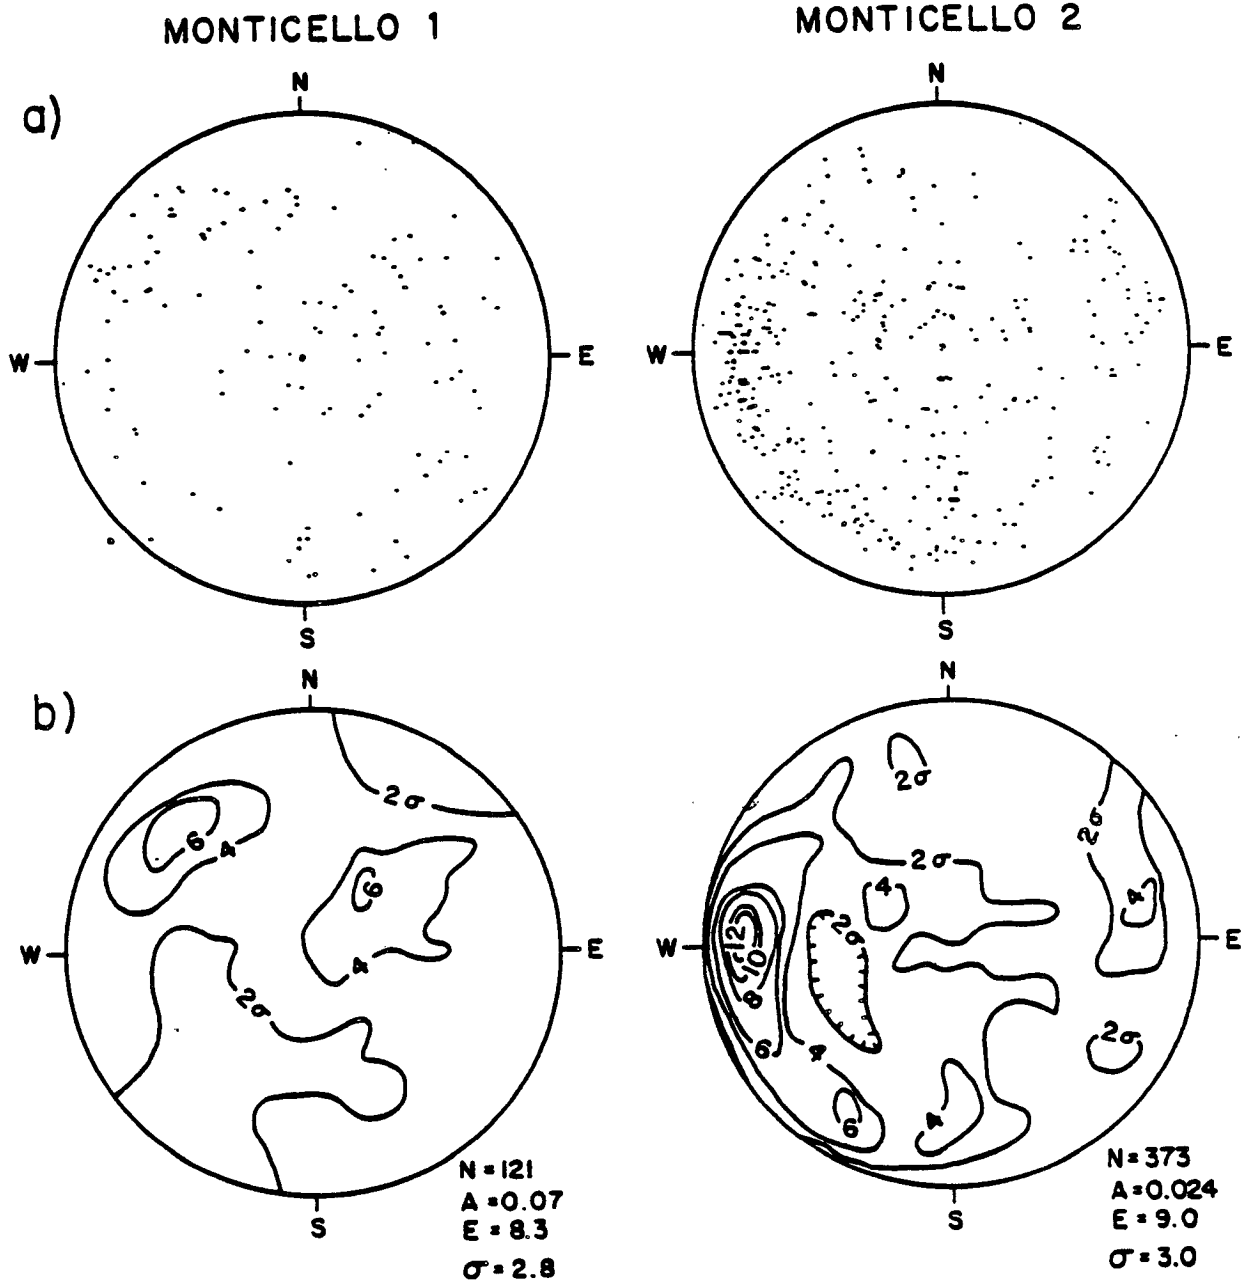 MONTICELLO 1
MONTICELLO 2
a)
N
N
W
E
W
E
S
S
b)
N
N
2σ
6
4
6
4
2σ
W
E
2σ
2σ
2σ
4
4
2σ
12
10
8
6
4
6
4
2σ
W
E
N=121
A=0.07
E=8.3
σ=2.8
S
N=373
A=0.024
E=9.0
σ=3.0
S